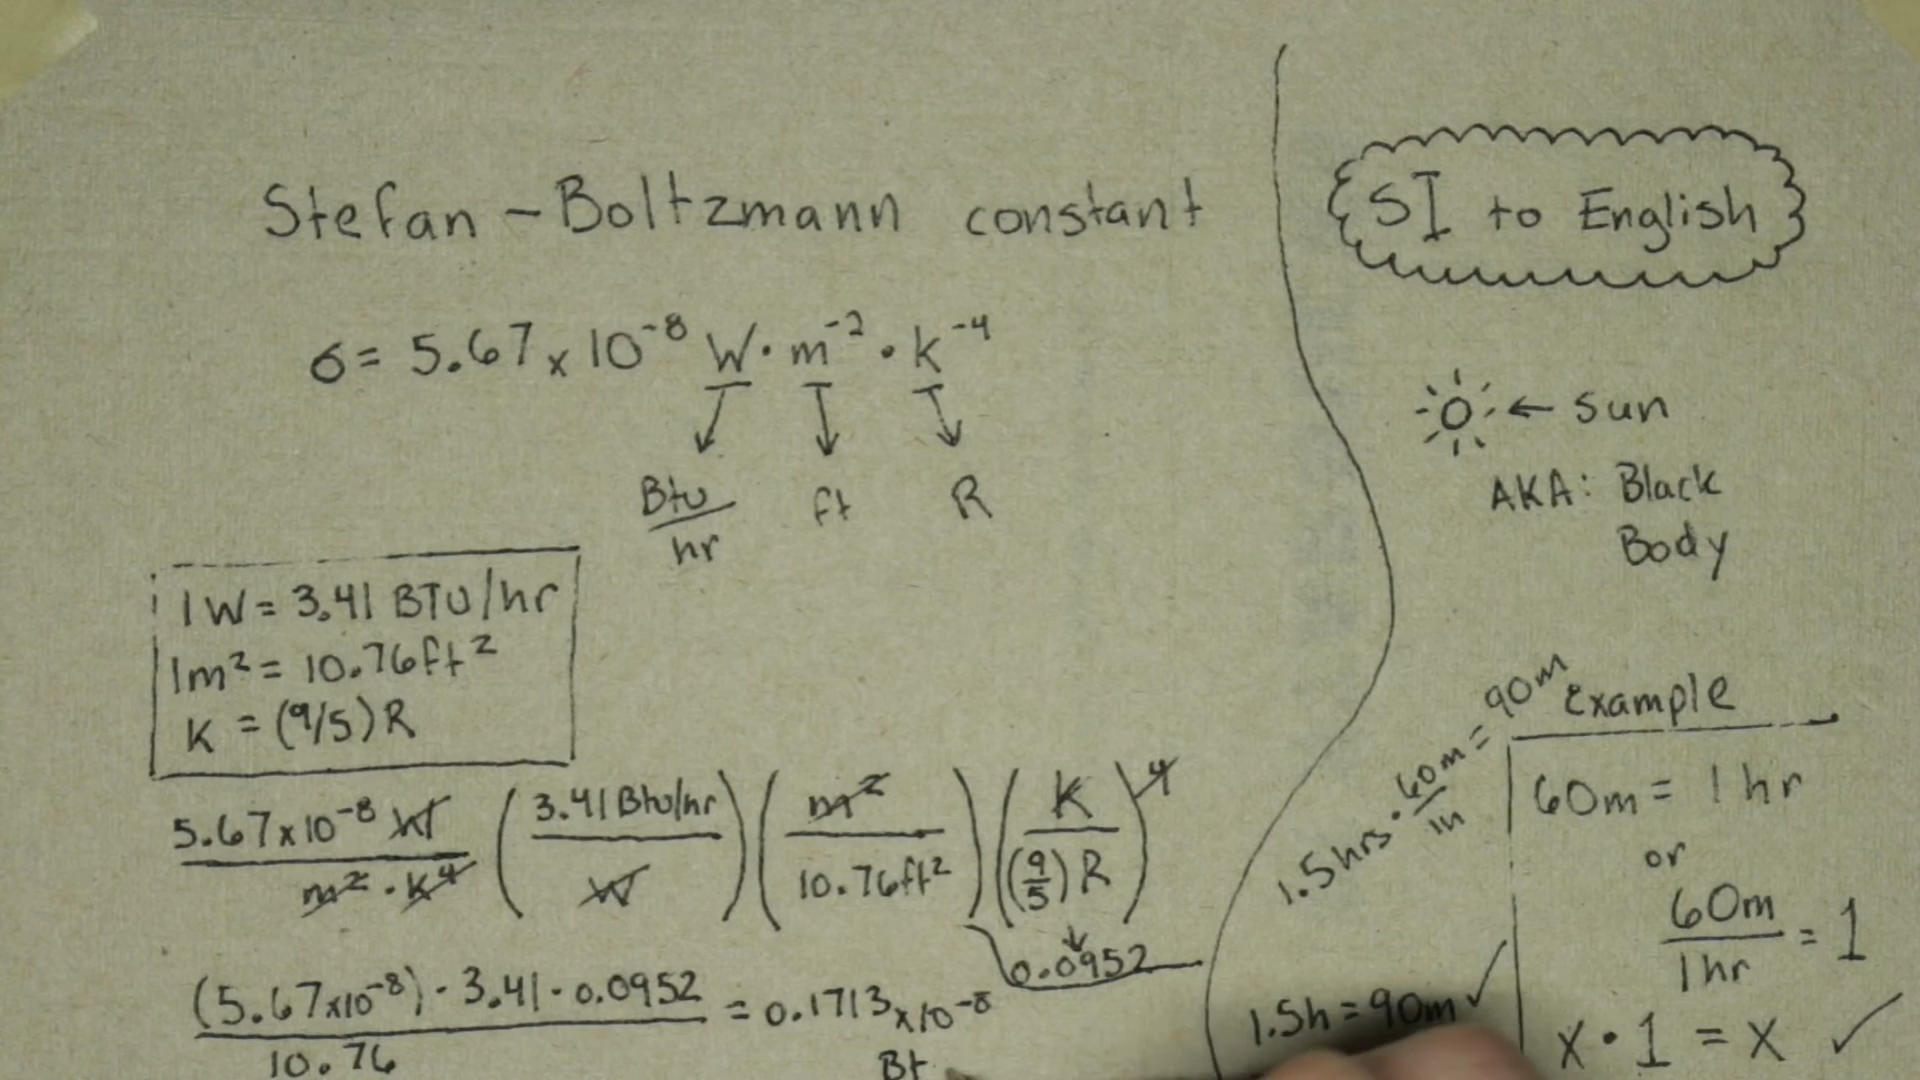 Stefan-Boltzmann constant
σ = 5.67 x 10^-8 W · m^-2 · K^-4
Btu/hr ft R
1W = 3.41 BTU/hr
1m² = 10.76ft²
K = (9/5)R
5.67x10^-8 W / m² · K^4 (3.41 Btu/hr / W) (m² / 10.76ft²) (K / (9/5)R)^4
0.0952
(5.67x10^-8) · 3.41 · 0.0952 / 10.76 = 0.1713x10^-8
Bt
SI to English
← sun
AKA: Black
Body
Example
60m = 1 hr
or
60m / 1hr = 1
x · 1 = x ✓
1.5hrs · 60m / 1h = 90m
1.5h = 90m ✓